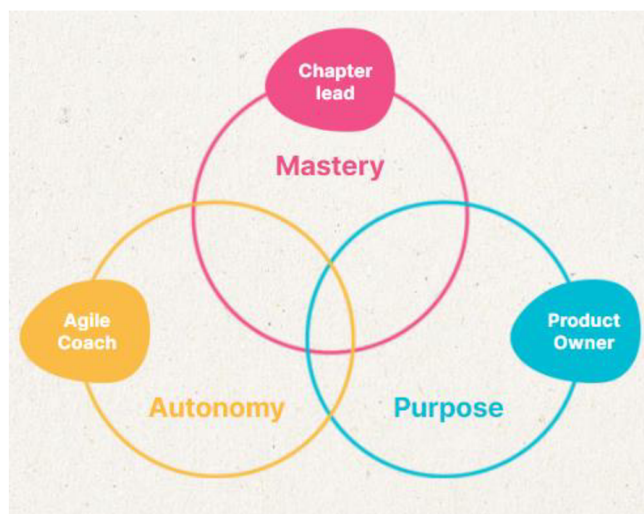 Chapter
lead
Mastery
Agile
Coach
Product
Owner
Autonomy
Purpose